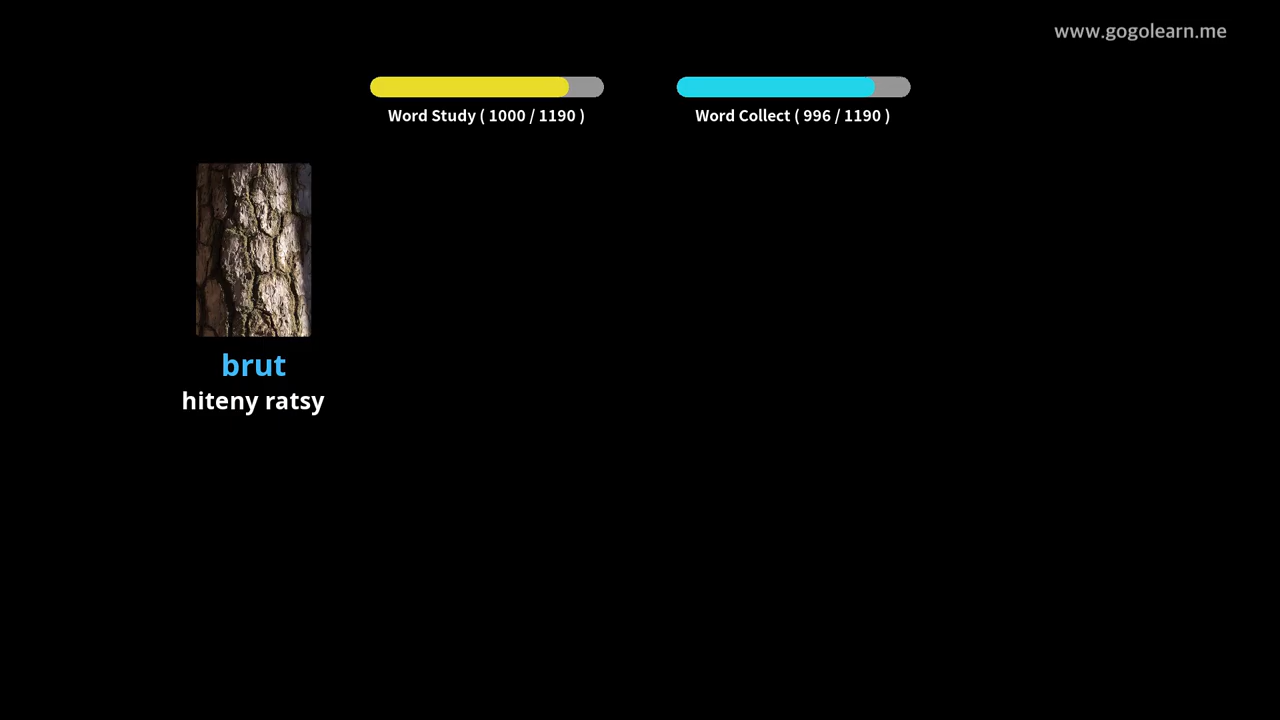 www.gogolearn.me
Word Study ( 1000 / 1190 )
Word Collect ( 996 / 1190 )
brut
hiteny ratsy